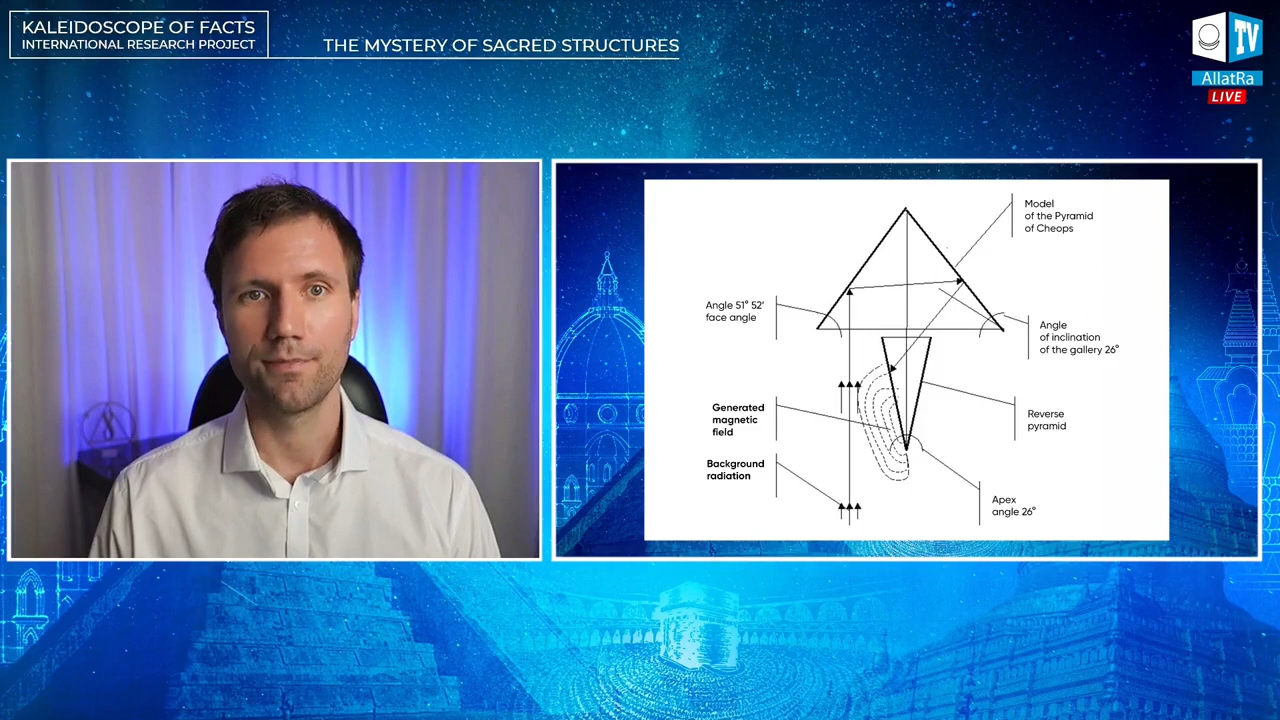 KALEIDOSCOPE OF FACTS
INTERNATIONAL RESEARCH PROJECT
THE MYSTERY OF SACRED STRUCTURES
TV
AllatRa
LIVE
Model
of the Pyramid
of Cheops
Angle 51° 52′
face angle
Angle
of inclination
of the gallery 26°
Generated
magnetic
field
Reverse
pyramid
Background
radiation
Apex
angle 26°